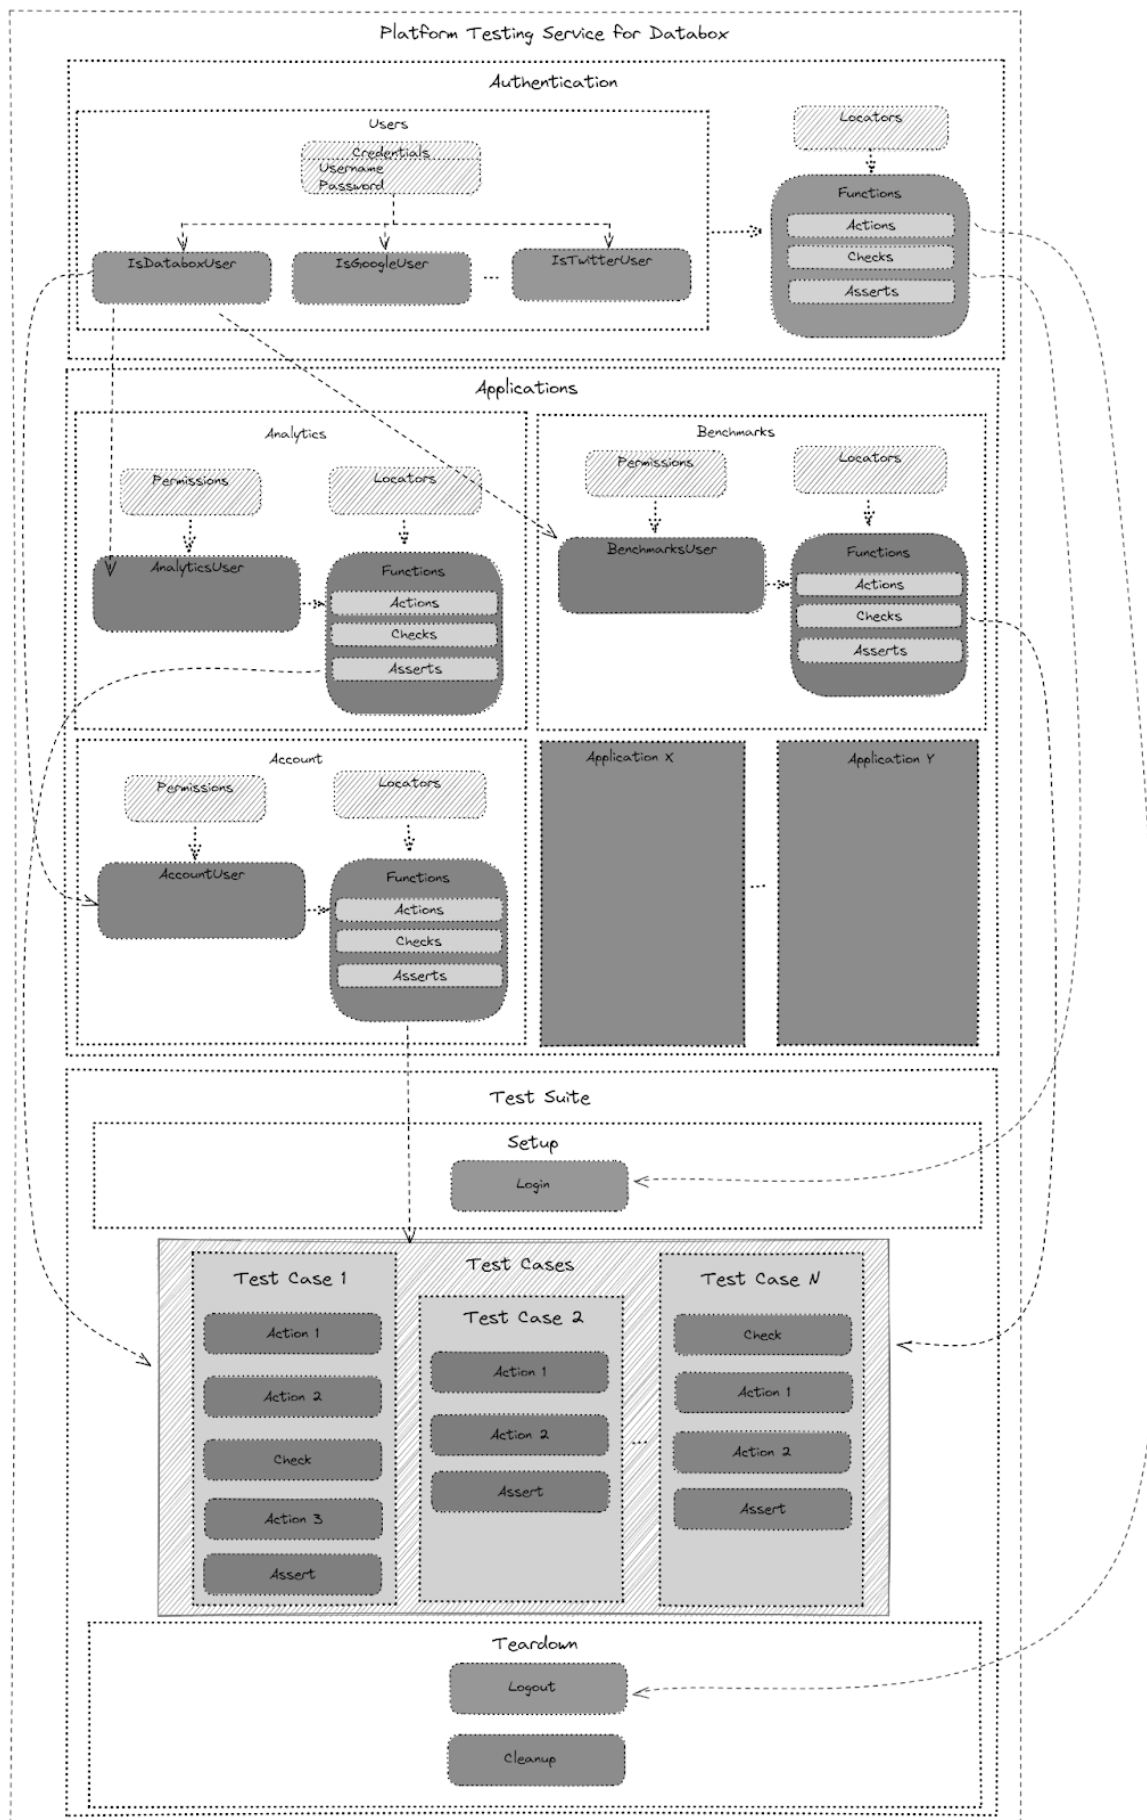 Platform Testing Service for Databox
Authentication
Users
Credentials
Username
Password
IsDataboxUser
IsGoogleUser
...
IsTwitterUser
Locators
Functions
Actions
Checks
Asserts
Applications
Analytics
Permissions
Locators
AnalyticsUser
Functions
Actions
Checks
Asserts
Benchmarks
Permissions
Locators
BenchmarksUser
Functions
Actions
Checks
Asserts
Account
Permissions
Locators
AccountUser
Functions
Actions
Checks
Asserts
Application X
...
Application Y
Test Suite
Setup
Login
Test Cases
Test Case 1
Action 1
Action 2
Check
Action 3
Assert
Test Case 2
Action 1
Action 2
Assert
...
Test Case N
Check
Action 1
Action 2
Assert
Teardown
Logout
Cleanup